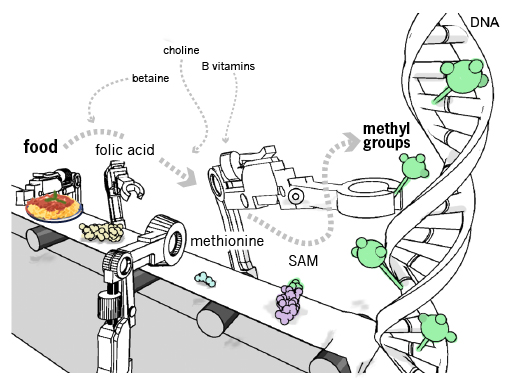 DNA
choline
B vitamins
betaine
methyl
groups
food
folic acid
methionine
SAM